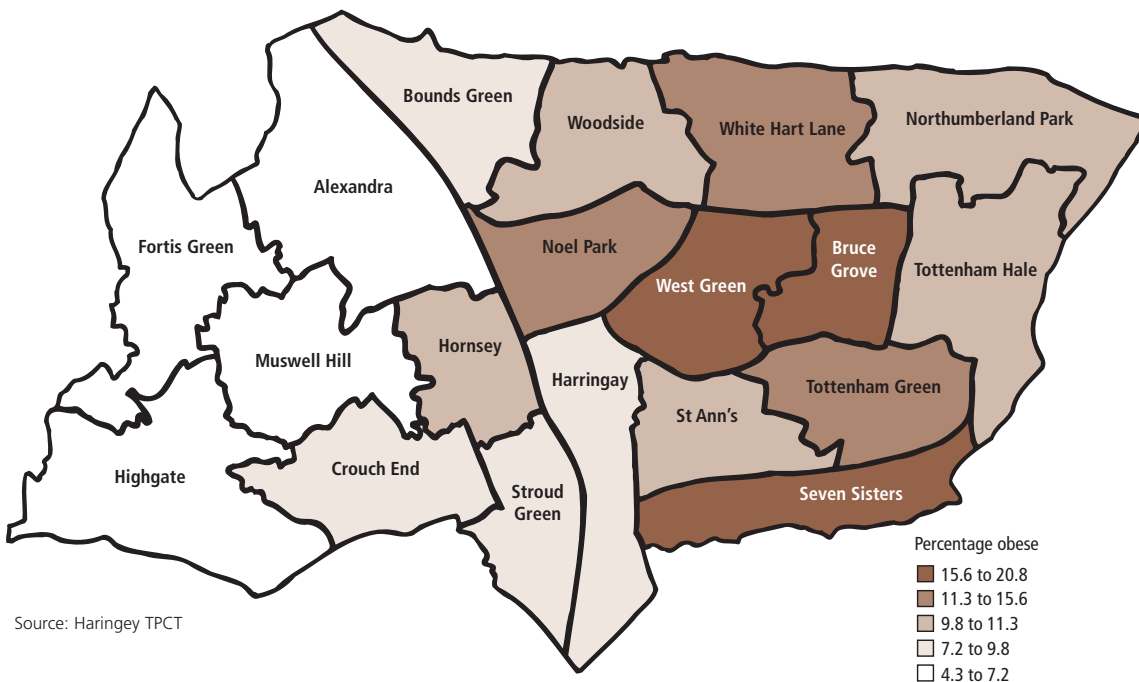 Bounds Green
Woodside
White Hart Lane
Northumberland Park
Alexandra
Fortis Green
Noel Park
Bruce
Grove
West Green
Tottenham Hale
Muswell Hill
Hornsey
Harringay
Tottenham Green
St Ann's
Highgate
Crouch End
Stroud
Green
Seven Sisters
Percentage obese
15.6 to 20.8
11.3 to 15.6
9.8 to 11.3
7.2 to 9.8
4.3 to 7.2
Source: Haringey TPCT